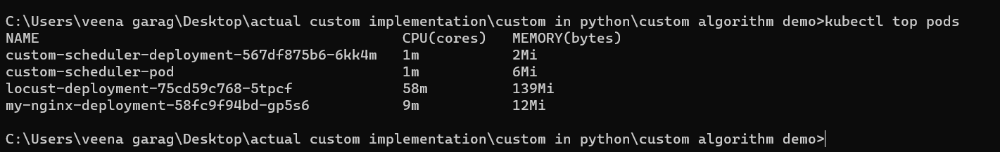 C:\Users\veena garag\Desktop\actual custom implementation\custom in python\custom algorithm demo>kubectl top pods
NAME CPU(cores) MEMORY(bytes)
custom-scheduler-deployment-567df875b6-6kk4m 1m 2Mi
custom-scheduler-pod 1m 6Mi
locust-deployment-75cd59c768-5tpcf 58m 139Mi
my-nginx-deployment-58fc9f94bd-gp5s6 9m 12Mi
C:\Users\veena garag\Desktop\actual custom implementation\custom in python\custom algorithm demo>